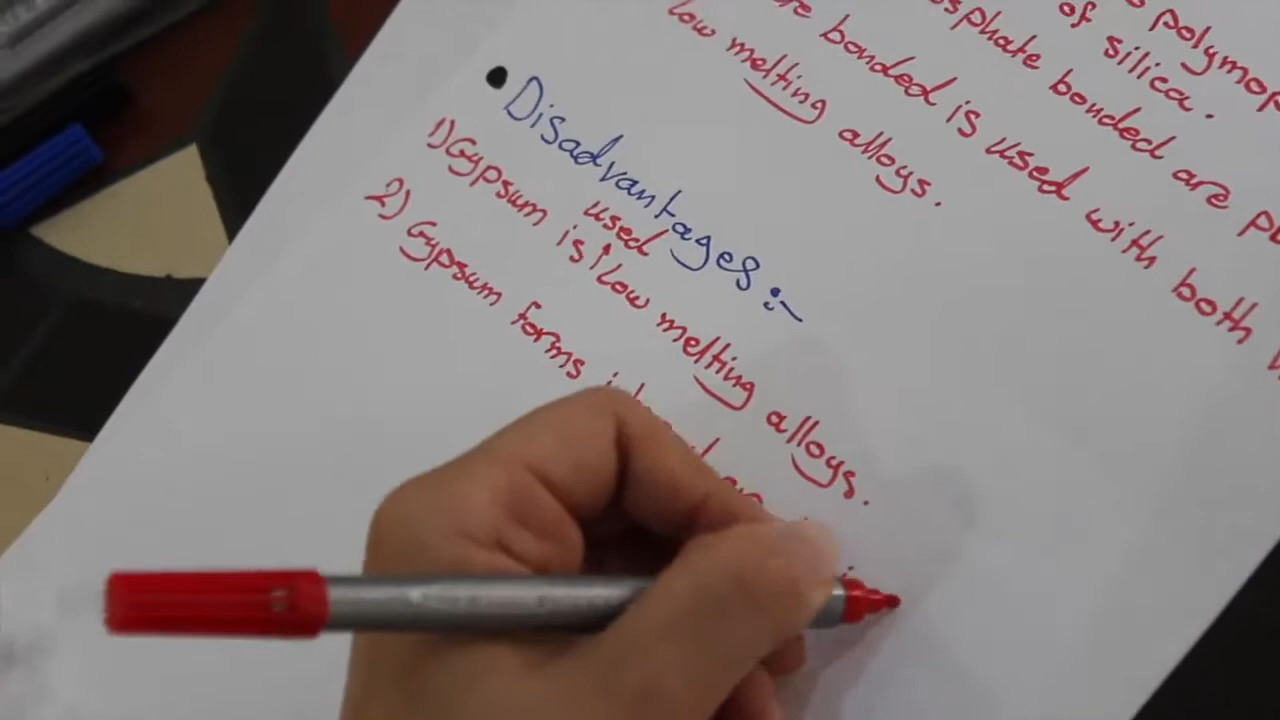 of silica.
phosphate bonded are
bonded is used with both
low melting alloys.
Disadvantages :-
1) Gypsum is used low melting alloys.
2) Gypsum forms